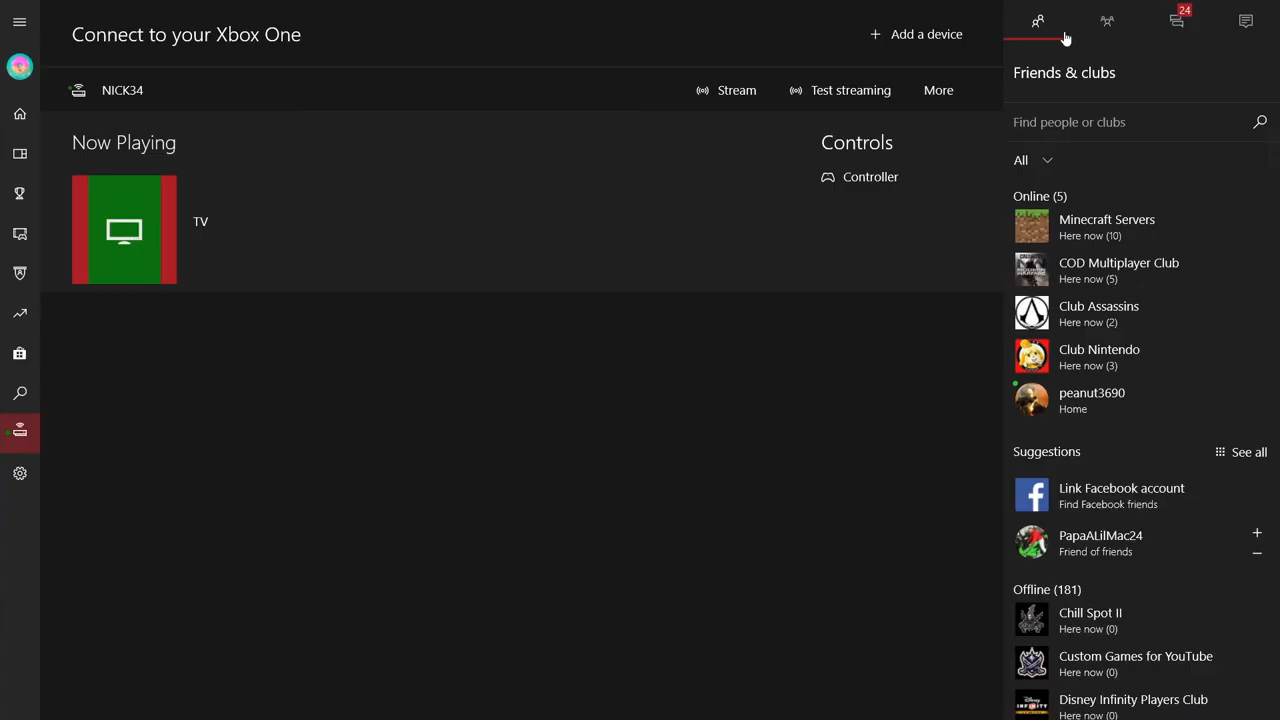 Connect to your Xbox One
Add a device
24
NICK34
Stream
Test streaming
More
Now Playing
TV
Controls
Controller
Friends & clubs
Find people or clubs
All
Online (5)
Minecraft Servers
Here now (10)
COD Multiplayer Club
Here now (5)
Club Assassins
Here now (2)
Club Nintendo
Here now (3)
peanut3690
Home
Suggestions
See all
Link Facebook account
Find Facebook friends
PapaALilMac24
Friend of friends
Offline (181)
Chill Spot II
Here now (0)
Custom Games for YouTube
Here now (0)
Disney Infinity Players Club
Here now (0)